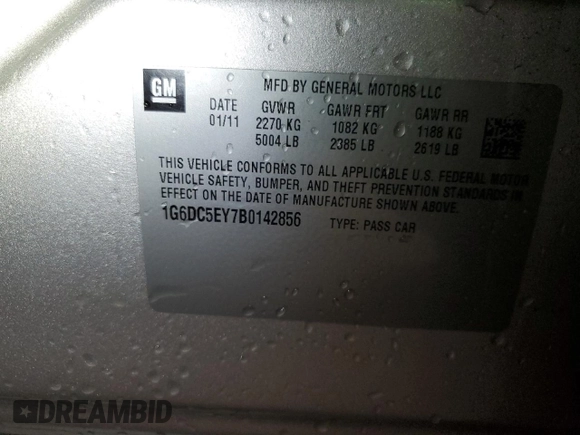 GM
MFD BY GENERAL MOTORS LLC
DATE GVWR GAWR FRT GAWR RR
01/11 2270 KG 1082 KG 1188 KG
5004 LB 2385 LB 2619 LB
THIS VEHICLE CONFORMS TO ALL APPLICABLE U.S. FEDERAL MOTOR
VEHICLE SAFETY, BUMPER, AND THEFT PREVENTION STANDARDS IN
EFFECT ON THE DATE OF MANUFACTURE SHOWN ABOVE.
1G6DC5EY7B0142856 TYPE: PASS CAR
DREAMBID